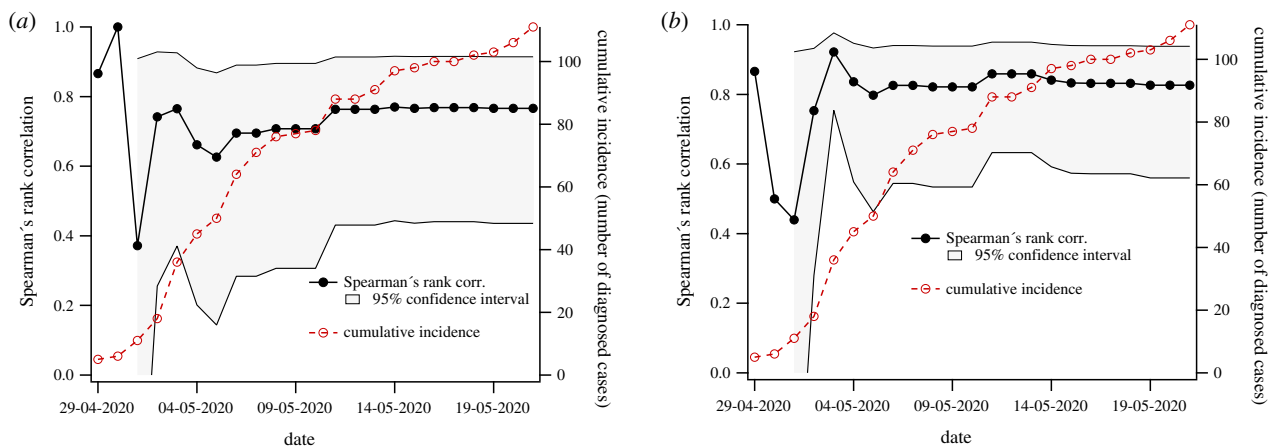 (a)
1.0
0.8
0.6
0.4
0.2
0.0
Spearman´s rank correlation
100
80
60
40
20
0
cumulative incidence (number of diagnosed cases)
Spearman´s rank corr.
95% confidence interval
cumulative incidence
29-04-2020 04-05-2020 09-05-2020 14-05-2020 19-05-2020
date
(b)
1.0
0.8
0.6
0.4
0.2
0.0
Spearman´s rank correlation
100
80
60
40
20
0
cumulative incidence (number of diagnosed cases)
Spearman´s rank corr.
95% confidence interval
cumulative incidence
29-04-2020 04-05-2020 09-05-2020 14-05-2020 19-05-2020
date